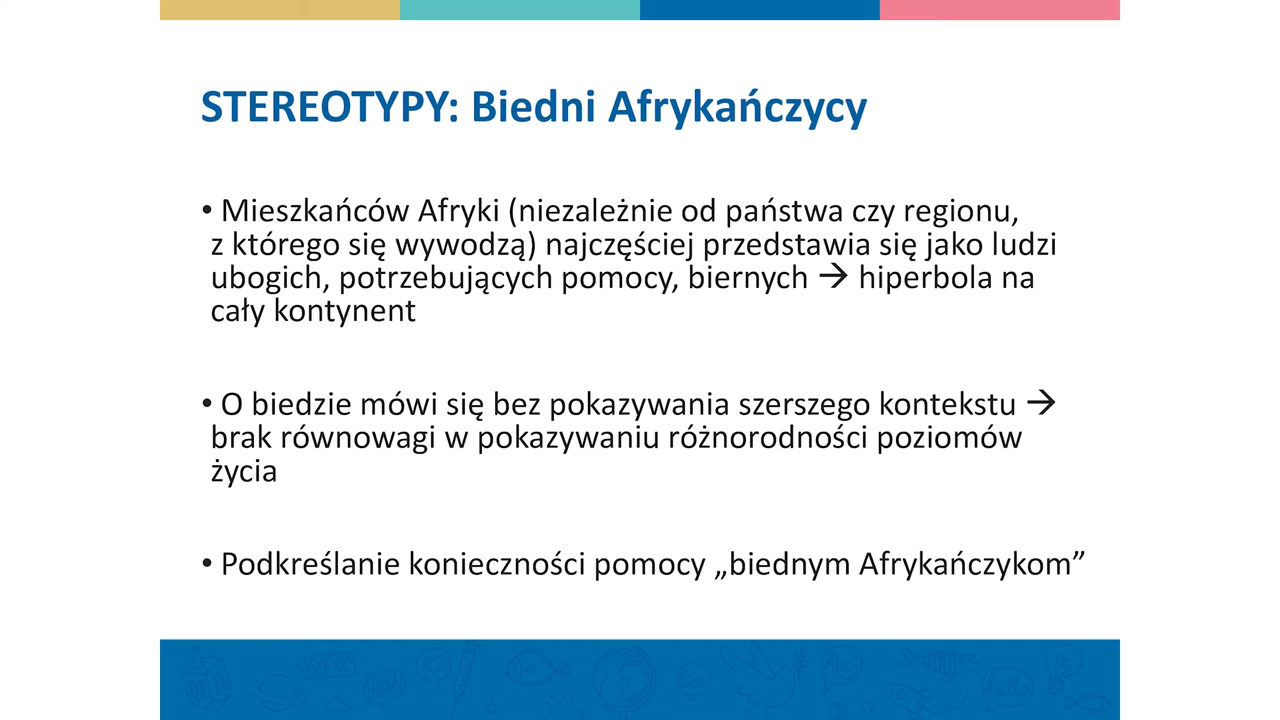 STEREOTYPY: Biedni Afrykańczycy
• Mieszkańców Afryki (niezależnie od państwa czy regionu,
z którego się wywodzą) najczęściej przedstawia się jako ludzi
ubogich, potrzebujących pomocy, biernych → hiperbola na
cały kontynent
• O biedzie mówi się bez pokazywania szerszego kontekstu →
brak równowagi w pokazywaniu różnorodności poziomów
życia
• Podkreślanie konieczności pomocy „biednym Afrykańczykom”
hello